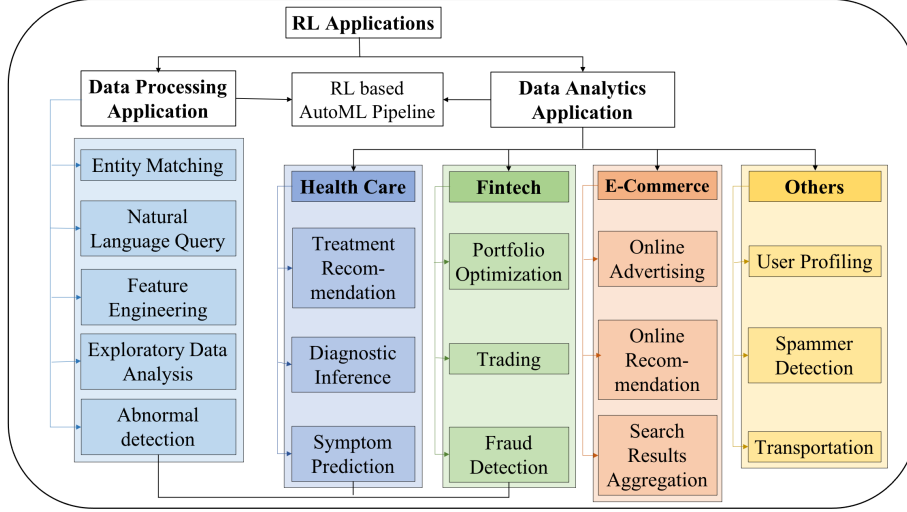 RL Applications
Data Processing
Application
RL based
AutoML Pipeline
Data Analytics
Application
Entity Matching
Natural
Language Query
Feature
Engineering
Exploratory Data
Analysis
Abnormal
detection
Health Care
Treatment
Recom-
mendation
Diagnostic
Inference
Symptom
Prediction
Fintech
Portfolio
Optimization
Trading
Fraud
Detection
E-Commerce
Online
Advertising
Online
Recom-
mendation
Search
Results
Aggregation
Others
User Profiling
Spammer
Detection
Transportation